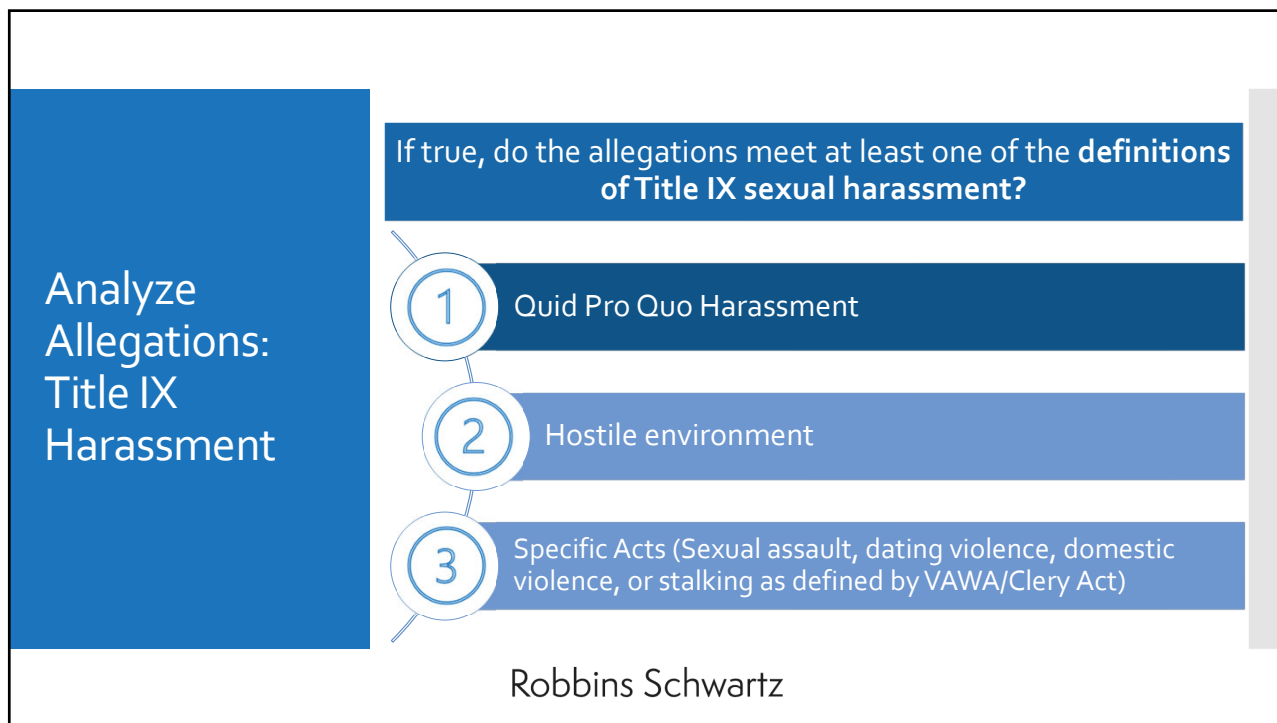 Analyze
Allegations:
Title IX
Harassment
If true, do the allegations meet at least one of the definitions
of Title IX sexual harassment?
1
Quid Pro Quo Harassment
2
Hostile environment
3
Specific Acts (Sexual assault, dating violence, domestic
violence, or stalking as defined by VAWA/Clery Act)
Robbins Schwartz